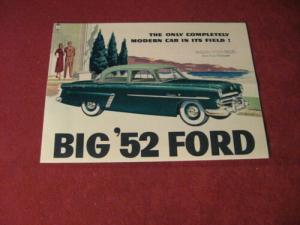 THE ONLY COMPLETELY
MODERN CAR IN ITS FIELD!
BIG '52 FORD